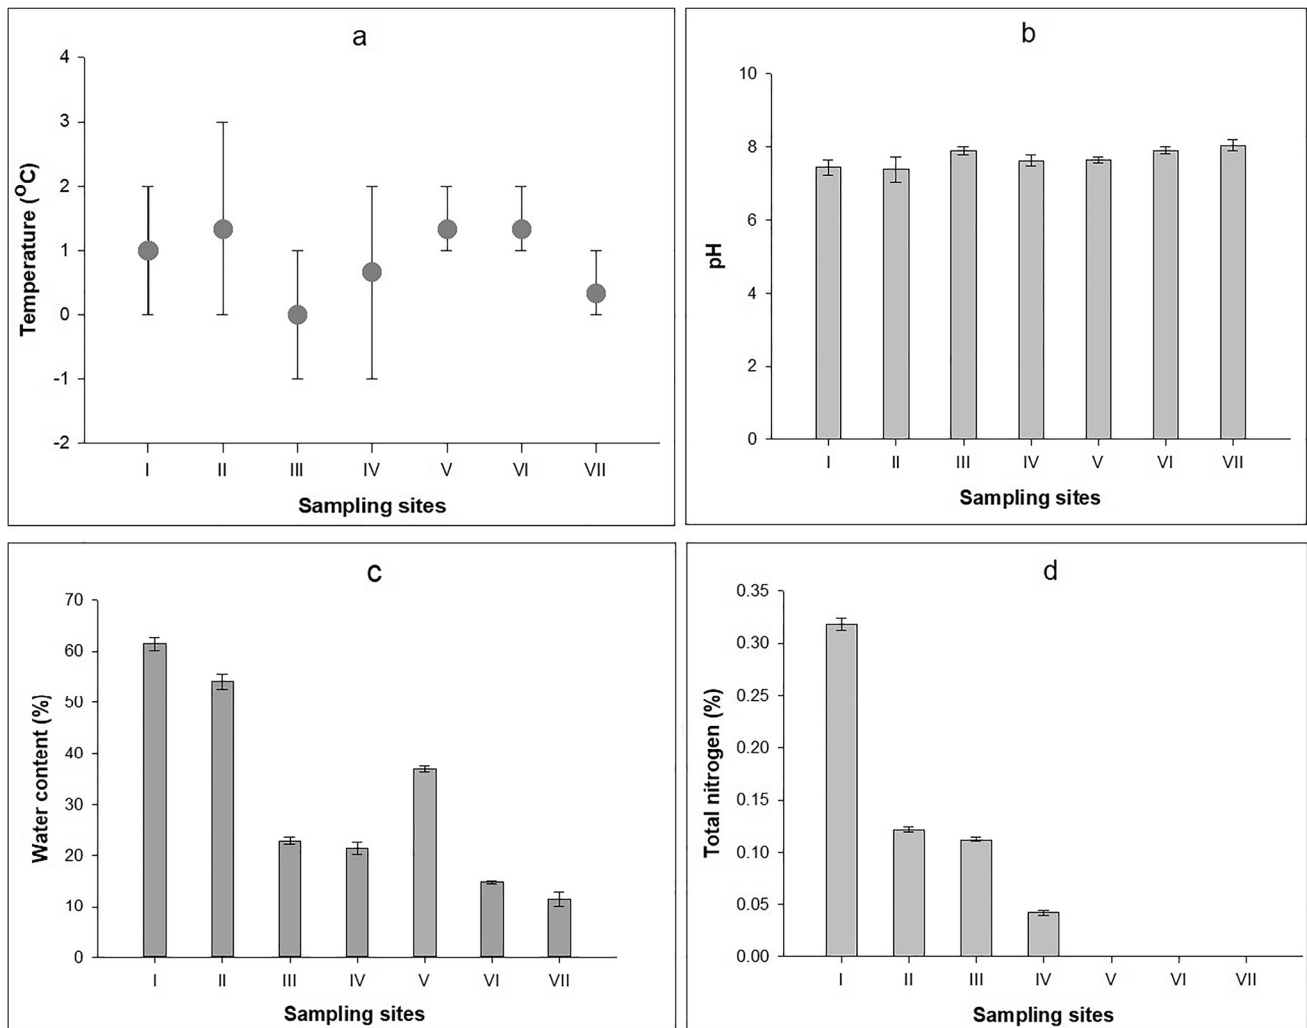 a
4
3
2
1
0
-1
-2
Temperature (ºC)
I II III IV V VI VII
Sampling sites
b
10
8
6
4
2
0
pH
I II III IV V VI VII
Sampling sites
c
70
60
50
40
30
20
10
0
Water content (%)
I II III IV V VI VII
Sampling sites
d
0.35
0.30
0.25
0.20
0.15
0.10
0.05
0.00
Total nitrogen (%)
I II III IV V VI VII
Sampling sites